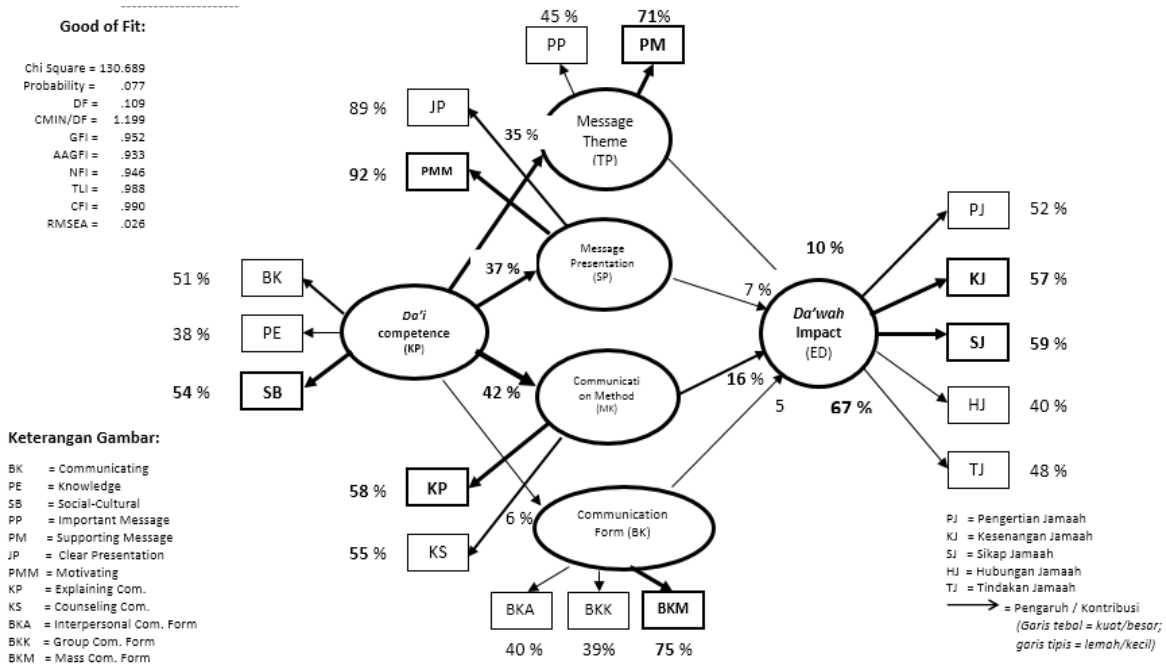 Good of Fit:
Chi Square = 130.689
Probability = .077
DF = .109
CMIN/DF = 1.199
GFI = .952
AAGFI = .933
NFI = .946
TLI = .988
CFI = .990
RMSEA = .026
45 %
71%
PP
PM
89 %
JP
35 %
Message
Theme
(TP)
92 %
PMM
PJ
52 %
Message
Presentation
(SP)
10 %
37 %
51 %
BK
7 %
KJ
57 %
Da'i
competence
(KP)
Da'wah
Impact
(ED)
38 %
PE
SJ
59 %
54 %
SB
42 %
Communicati
on Method
(MK)
16 %
5
67 %
HJ
40 %
TJ
48 %
58 %
KP
6 %
Communication
Form (BK)
55 %
KS
BKA
BKK
BKM
40 %
39%
75 %
Keterangan Gambar:
BK = Communicating
PE = Knowledge
SB = Social-Cultural
PP = Important Message
PM = Supporting Message
JP = Clear Presentation
PMM = Motivating
KP = Explaining Com.
KS = Counseling Com.
BKA = Interpersonal Com. Form
BKK = Group Com. Form
BKM = Mass Com. Form
PJ = Pengertian Jamaah
KJ = Kesenangan Jamaah
SJ = Sikap Jamaah
HJ = Hubungan Jamaah
TJ = Tindakan Jamaah
= Pengaruh / Kontribusi
(Garis tebal = kuat/besar;
garis tipis = lemah/kecil)